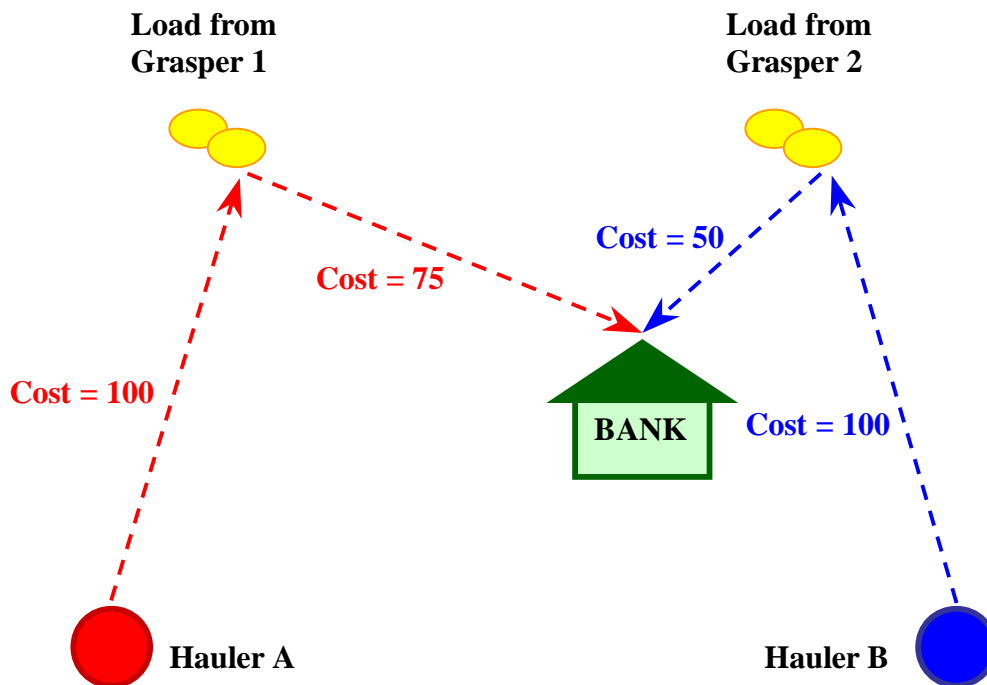 Load from
Grasper 1
Load from
Grasper 2
Cost = 50
Cost = 75
Cost = 100
BANK
Cost = 100
Hauler A
Hauler B